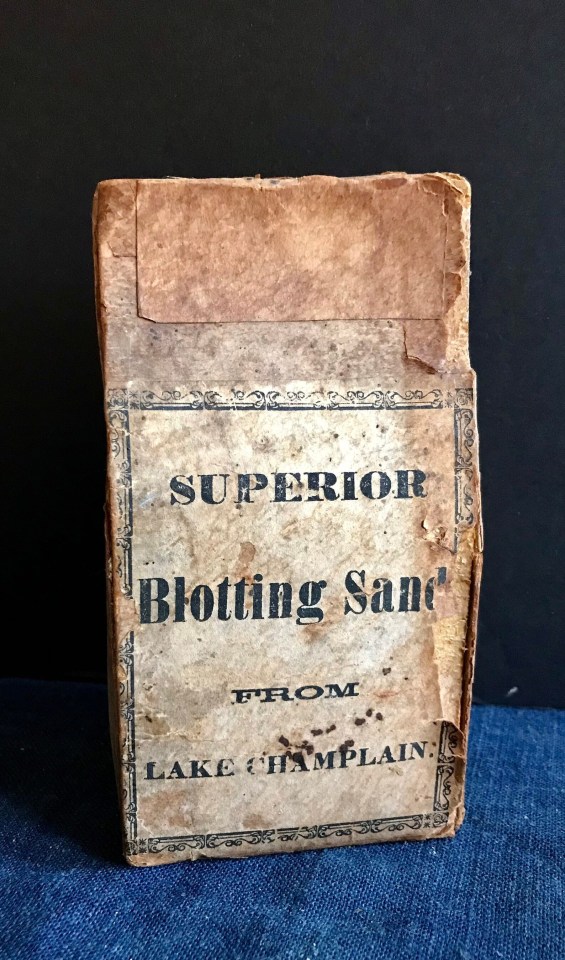 SUPERIOR
Blotting Sand
FROM
LAKE CHAMPLAIN.